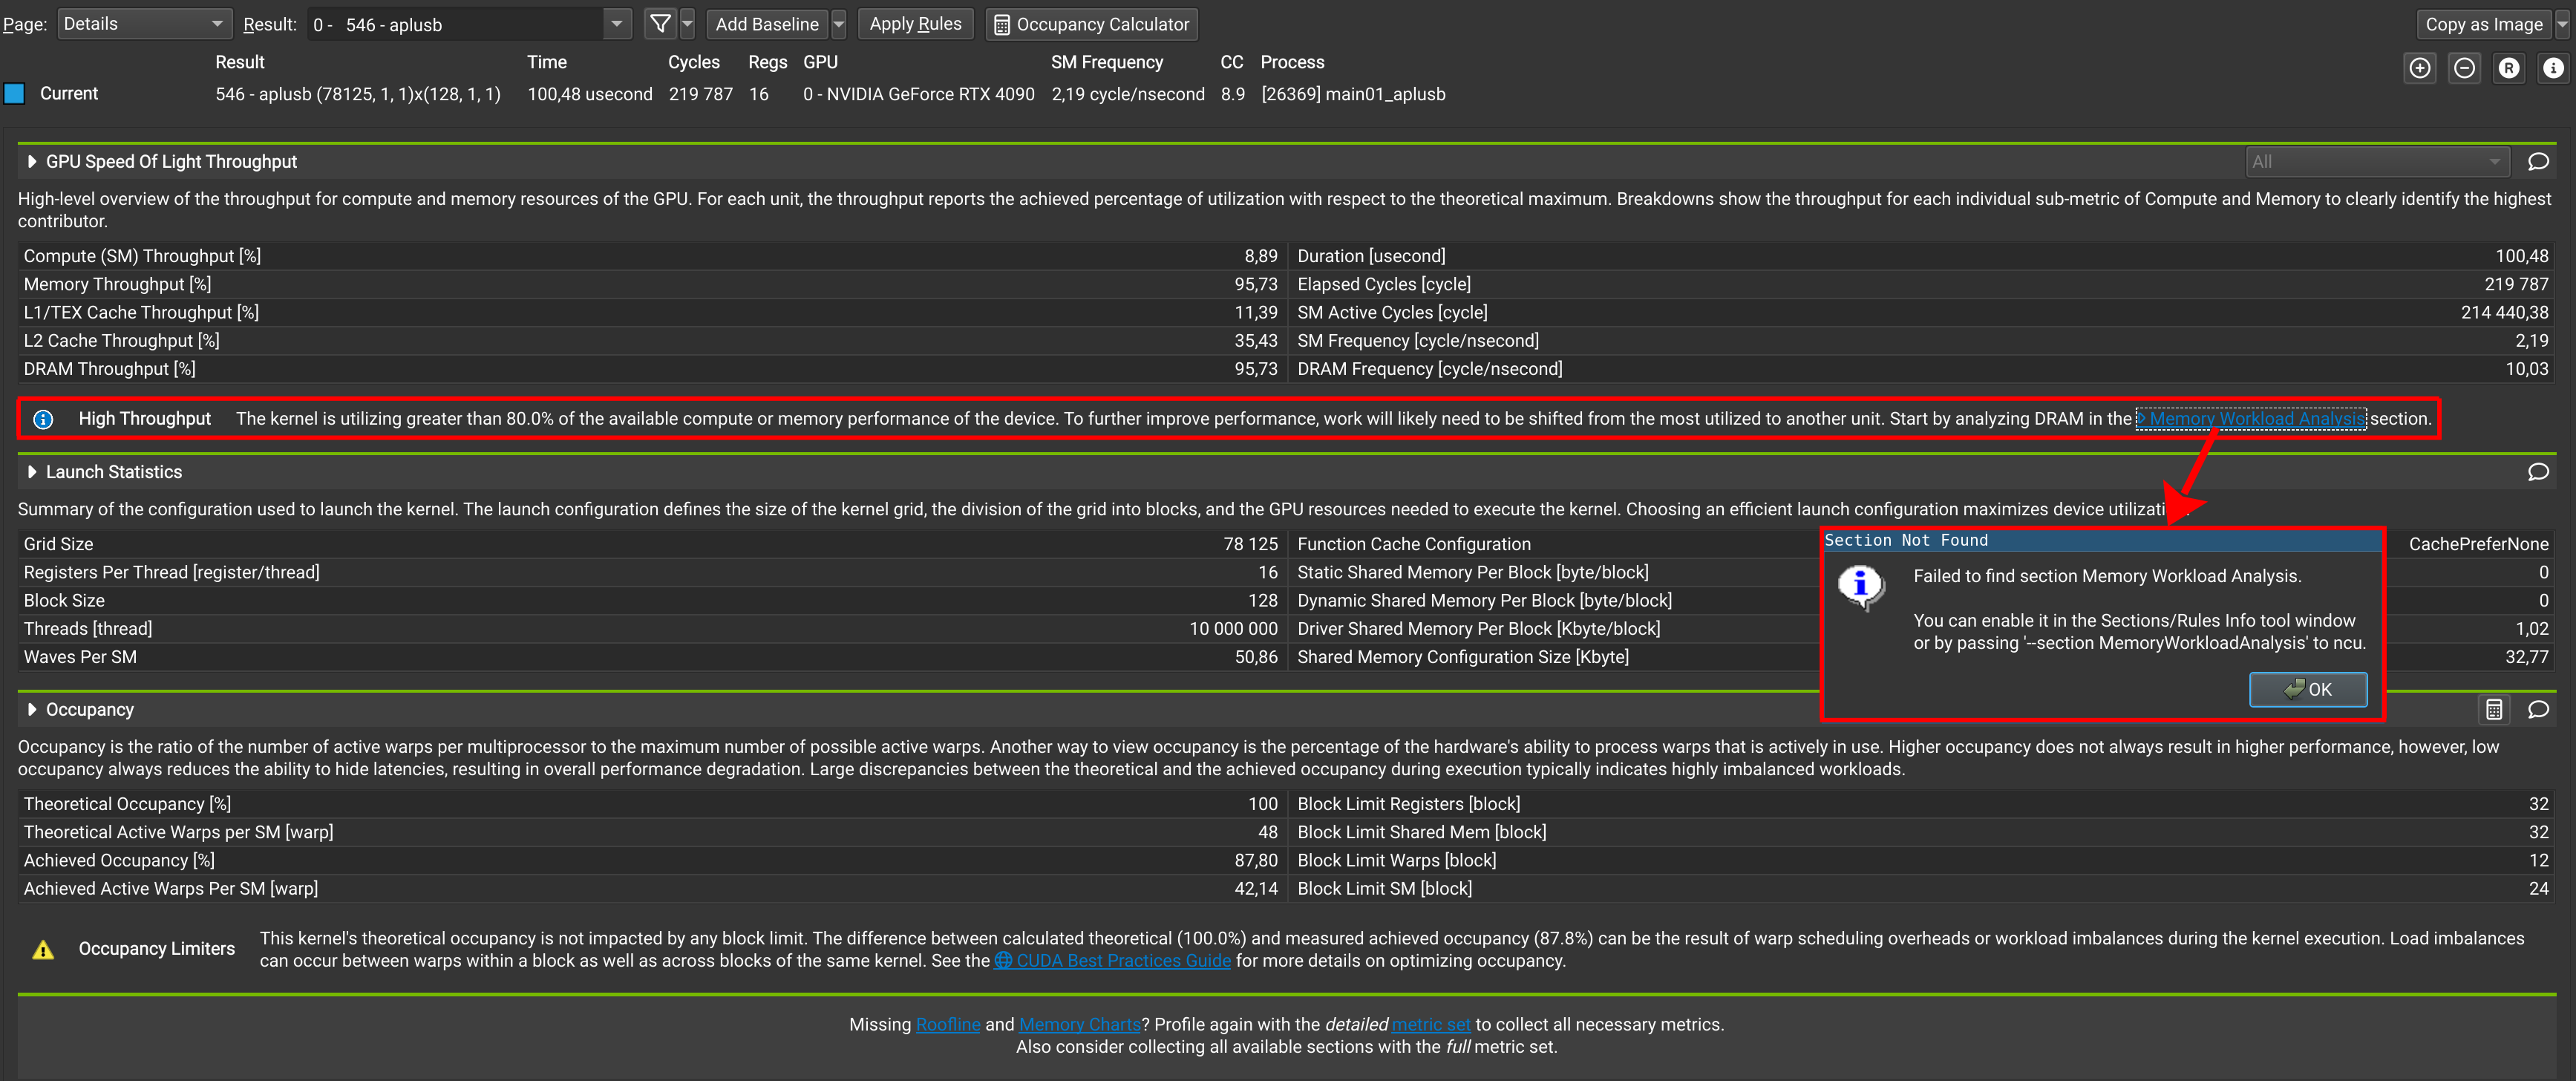 Page: Details Result: 0 - 546 - aplusb Add Baseline Apply Rules Occupancy Calculator Copy as Image
Result Time Cycles Regs GPU SM Frequency CC Process
Current 546 - aplusb (78125, 1, 1)x(128, 1, 1) 100,48 usecond 219 787 16 0 - NVIDIA GeForce RTX 4090 2,19 cycle/nsecond 8.9 [26369] main01_aplusb
GPU Speed Of Light Throughput All
High-level overview of the throughput for compute and memory resources of the GPU. For each unit, the throughput reports the achieved percentage of utilization with respect to the theoretical maximum. Breakdowns show the throughput for each individual sub-metric of Compute and Memory to clearly identify the highest
contributor.
Compute (SM) Throughput [%] 8,89 Duration [usecond] 100,48
Memory Throughput [%] 95,73 Elapsed Cycles [cycle] 219 787
L1/TEX Cache Throughput [%] 11,39 SM Active Cycles [cycle] 214 440,38
L2 Cache Throughput [%] 35,43 SM Frequency [cycle/nsecond] 2,19
DRAM Throughput [%] 95,73 DRAM Frequency [cycle/nsecond] 10,03
High Throughput The kernel is utilizing greater than 80.0% of the available compute or memory performance of the device. To further improve performance, work will likely need to be shifted from the most utilized to another unit. Start by analyzing DRAM in the Memory Workload Analysis section.
Launch Statistics
Summary of the configuration used to launch the kernel. The launch configuration defines the size of the kernel grid, the division of the grid into blocks, and the GPU resources needed to execute the kernel. Choosing an efficient launch configuration maximizes device utilizati
Grid Size 78 125 Function Cache Configuration CachePreferNone
Registers Per Thread [register/thread] 16 Static Shared Memory Per Block [byte/block] 0
Block Size 128 Dynamic Shared Memory Per Block [byte/block] 0
Threads [thread] 10 000 000 Driver Shared Memory Per Block [Kbyte/block] 1,02
Waves Per SM 50,86 Shared Memory Configuration Size [Kbyte] 32,77
Section Not Found
Failed to find section Memory Workload Analysis.
You can enable it in the Sections/Rules Info tool window
or by passing '--section MemoryWorkloadAnalysis' to ncu.
OK
Occupancy
Occupancy is the ratio of the number of active warps per multiprocessor to the maximum number of possible active warps. Another way to view occupancy is the percentage of the hardware's ability to process warps that is actively in use. Higher occupancy does not always result in higher performance, however, low
occupancy always reduces the ability to hide latencies, resulting in overall performance degradation. Large discrepancies between the theoretical and the achieved occupancy during execution typically indicates highly imbalanced workloads.
Theoretical Occupancy [%] 100 Block Limit Registers [block] 32
Theoretical Active Warps per SM [warp] 48 Block Limit Shared Mem [block] 32
Achieved Occupancy [%] 87,80 Block Limit Warps [block] 12
Achieved Active Warps Per SM [warp] 42,14 Block Limit SM [block] 24
Occupancy Limiters This kernel's theoretical occupancy is not impacted by any block limit. The difference between calculated theoretical (100.0%) and measured achieved occupancy (87.8%) can be the result of warp scheduling overheads or workload imbalances during the kernel execution. Load imbalances
can occur between warps within a block as well as across blocks of the same kernel. See the CUDA Best Practices Guide for more details on optimizing occupancy.
Missing Roofline and Memory Charts? Profile again with the detailed metric set to collect all necessary metrics.
Also consider collecting all available sections with the full metric set.